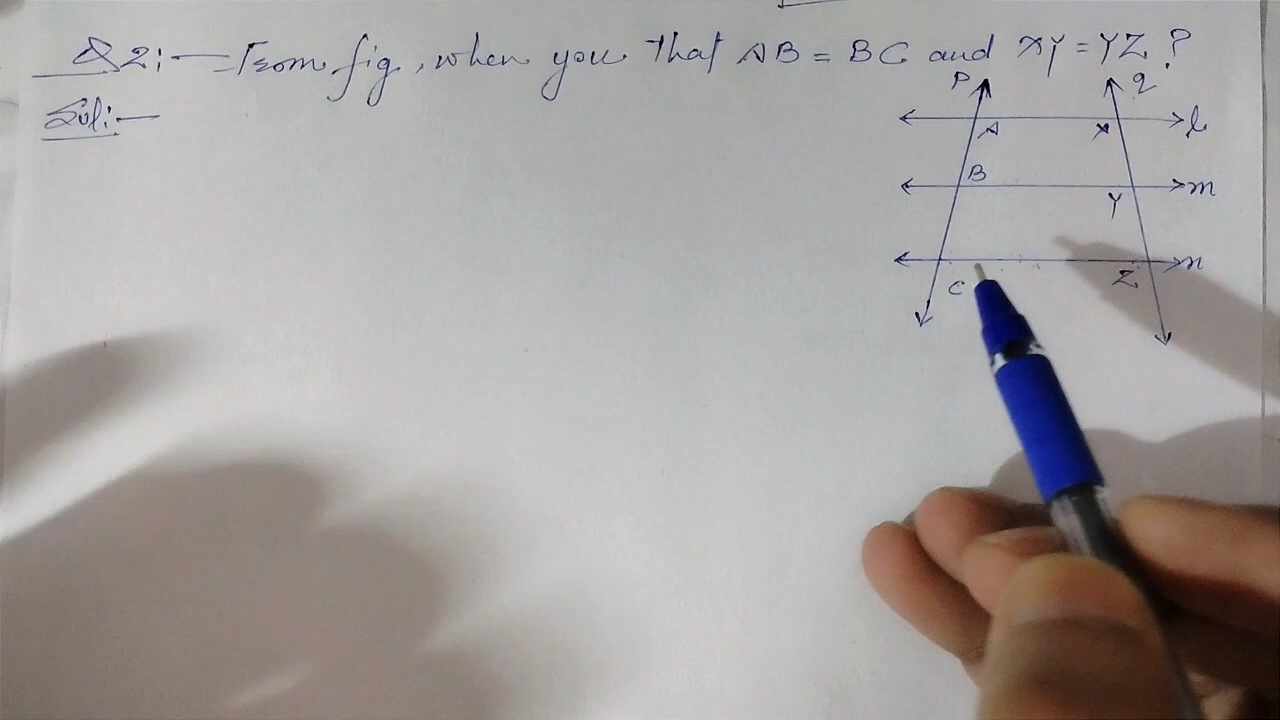 Q2:— From fig, when you that AB = BC and XY = YZ ?
Sol:—
P q
A X l
B Y m
C Z n